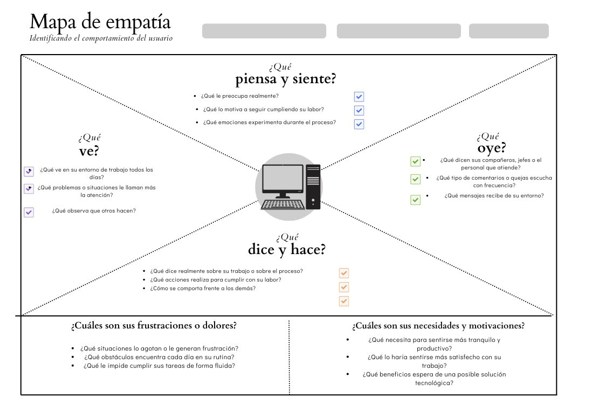 Mapa de empatía
Identificando el comportamiento del usuario
¿Qué
piensa y siente?
• ¿Qué le preocupa realmente?
• ¿Qué lo motiva a seguir cumpliendo su labor?
• ¿Qué emociones experimenta durante el proceso?
¿Qué
ve?
• ¿Qué ve en su entorno de trabajo todos los
días?
• ¿Qué problemas o situaciones le llaman más
la atención?
¿Qué observa que otros hacen?
¿Qué
oye?
• ¿Qué dicen sus compañeros, jefes o el
personal que atiende?
• ¿Qué tipo de comentarios o quejas escucha
con frecuencia?
• ¿Qué mensajes recibe de su entorno?
¿Qué
dice y hace?
• ¿Qué dice realmente sobre su trabajo o sobre el proceso?
• ¿Qué acciones realiza para cumplir con su labor?
• ¿Cómo se comporta frente a los demás?
¿Cuáles son sus frustraciones o dolores?
• ¿Qué situaciones lo agotan o le generan frustración?
• ¿Qué obstáculos encuentra cada día en su rutina?
• ¿Qué le impide cumplir sus tareas de forma fluida?
¿Cuáles son sus necesidades y motivaciones?
• ¿Qué necesita para sentirse más tranquilo y
productivo?
• ¿Qué lo haría sentirse más satisfecho con su
trabajo?
• ¿Qué beneficios espera de una posible solución
tecnológica?